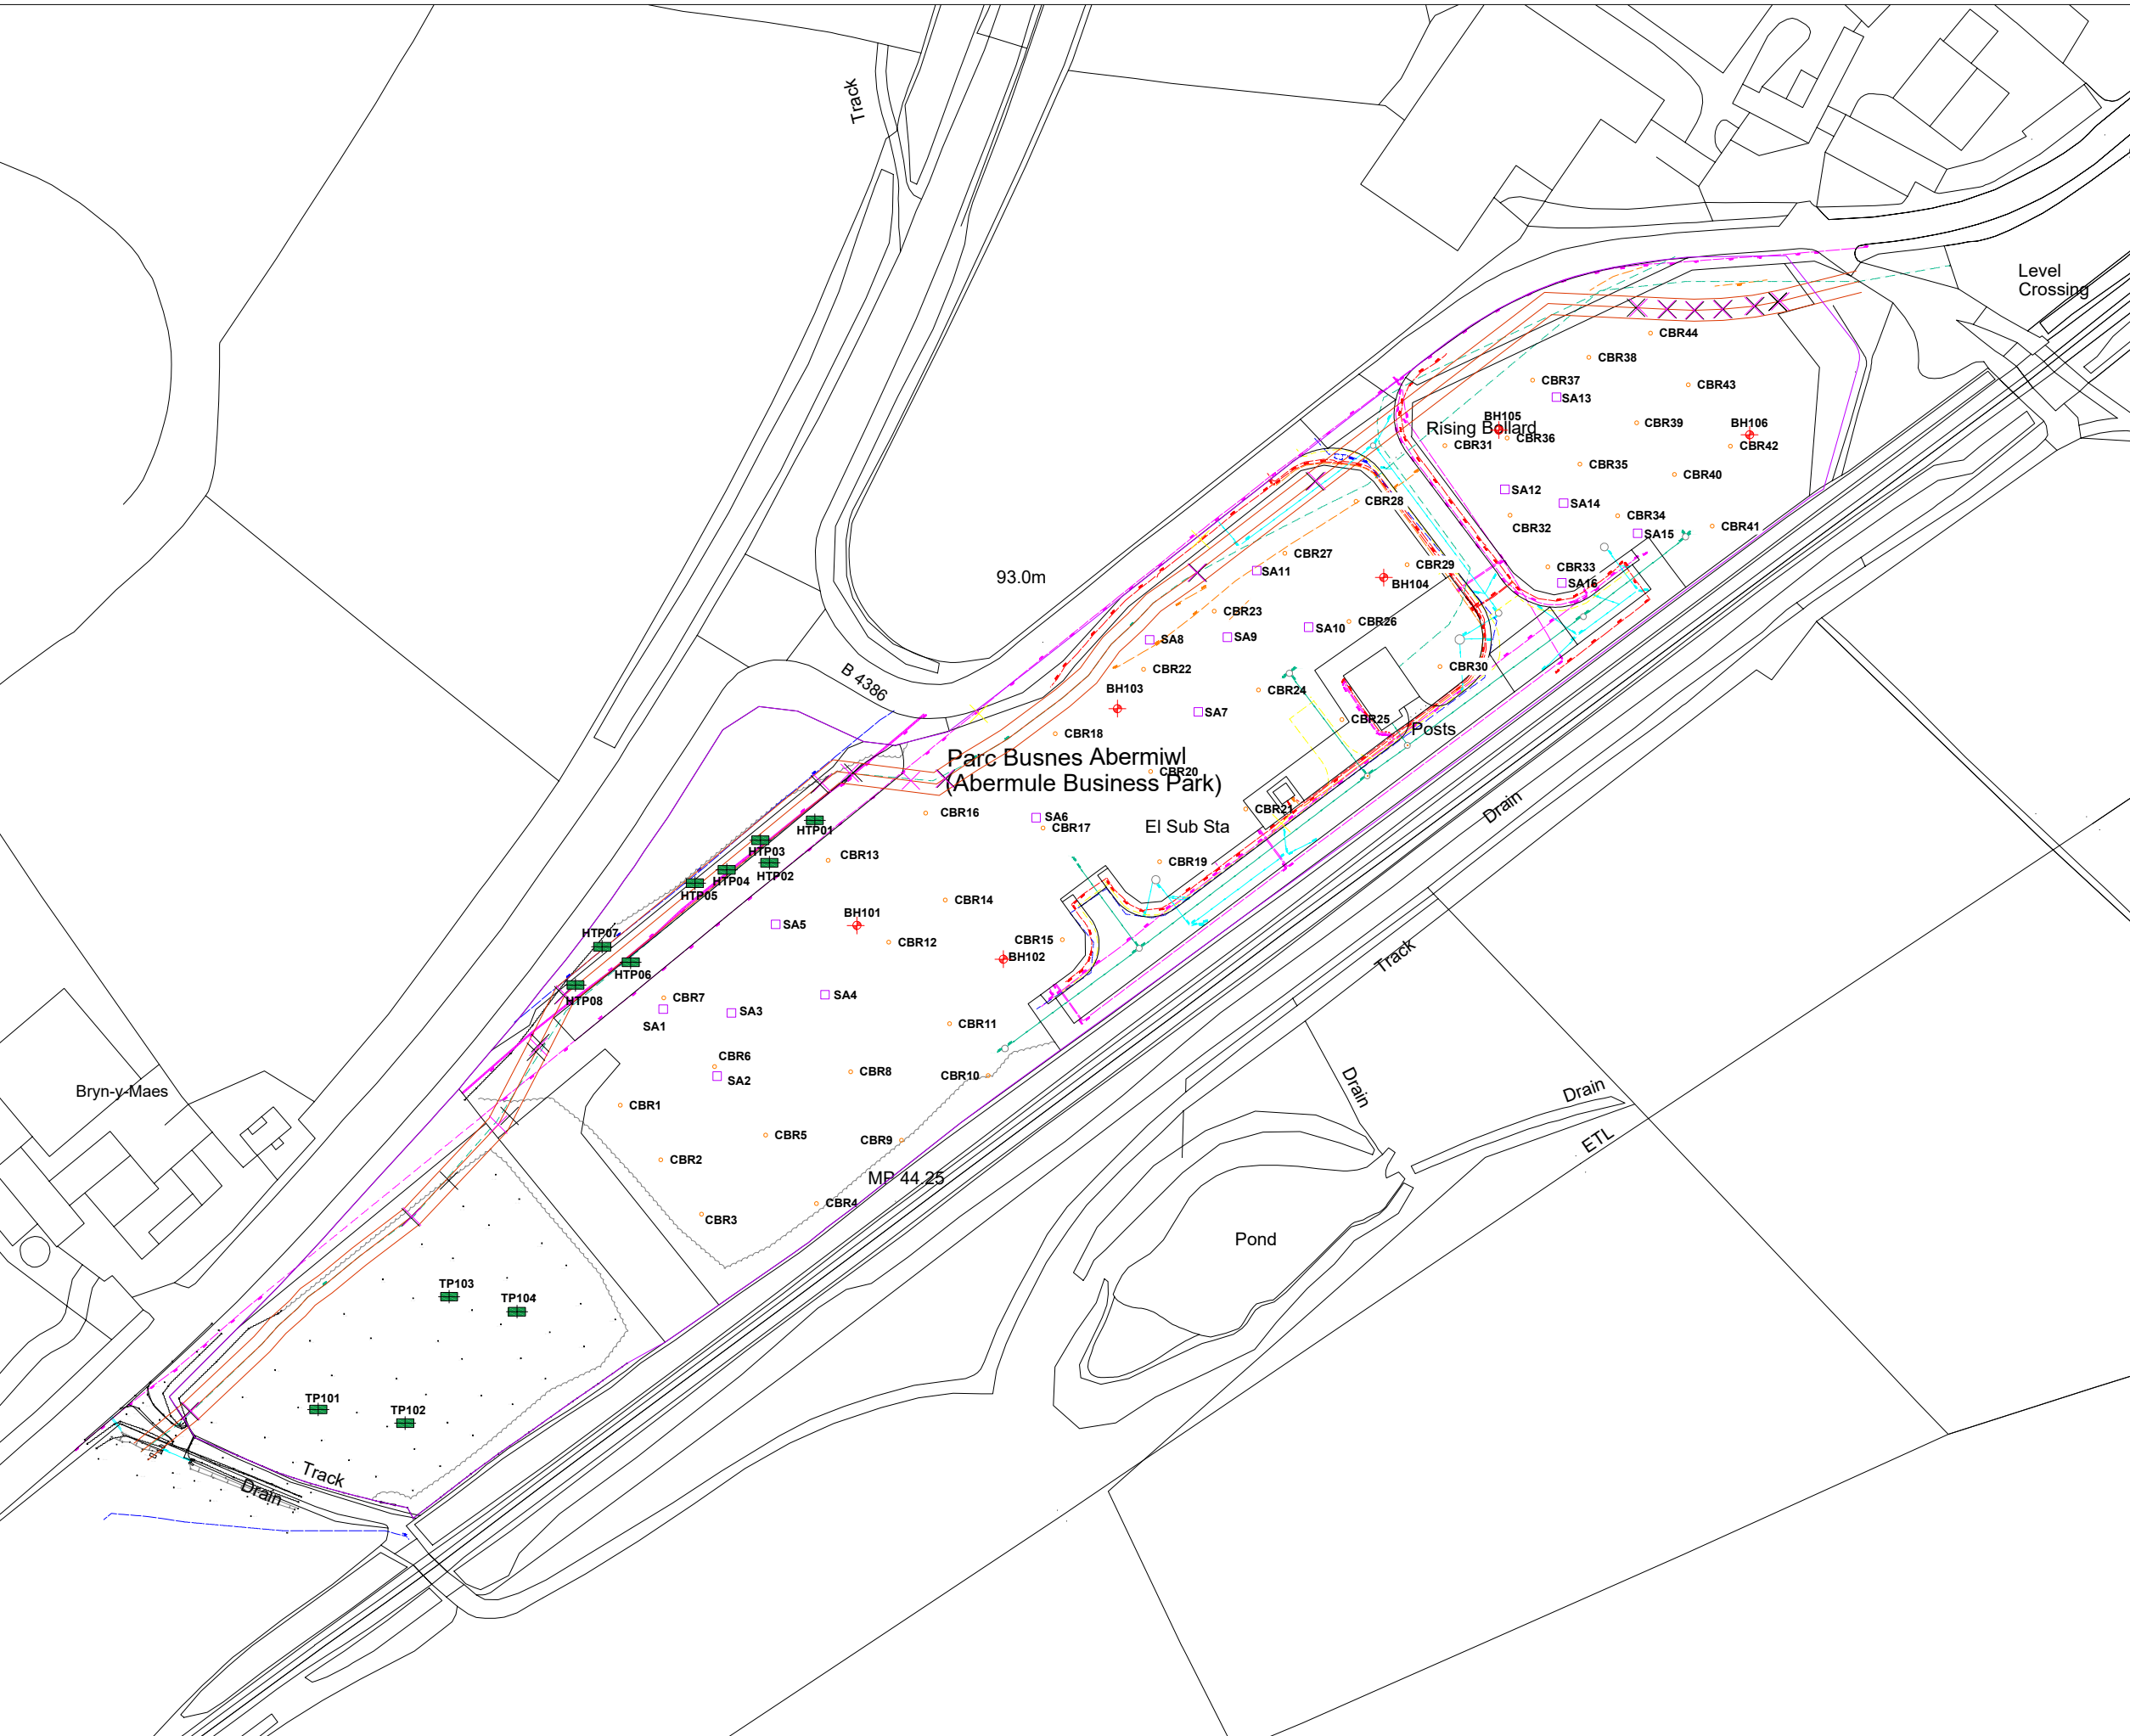 Track
Level
Crossing
CBR44
CBR38
CBR37
CBR43
SA13
BH105
Rising Bollard
CBR39
BH106
CBR36
CBR31
CBR42
CBR35
CBR40
SA12
SA14
CBR28
CBR32
CBR34
CBR41
SA15
CBR27
CBR29
CBR33
SA11
93.0m
BH104
SA16
CBR23
CBR26
SA10
SA8
SA9
CBR22
CBR30
B 4386
BH103
CBR24
SA7
CBR25
Posts
CBR18
Parc Busnes Abermiwl
CBR20
(Abermule Business Park)
CBR16
SA6
CBR17
CBR21
Drain
El Sub Sta
HTP01
HTP03
CBR13
CBR19
HTP02
HTP04
HTP05
CBR14
BH101
SA5
HTP07
CBR12
CBR15
Track
BH102
HTP06
HTP08
CBR7
SA4
SA3
SA1
CBR11
CBR6
SA2
CBR8
CBR10
Bryn-y-Maes
Drain
Drain
CBR1
CBR5
CBR9
ETL
CBR2
MP 44.25
CBR4
CBR3
Pond
TP103
TP104
TP101
TP102
Track
Drain